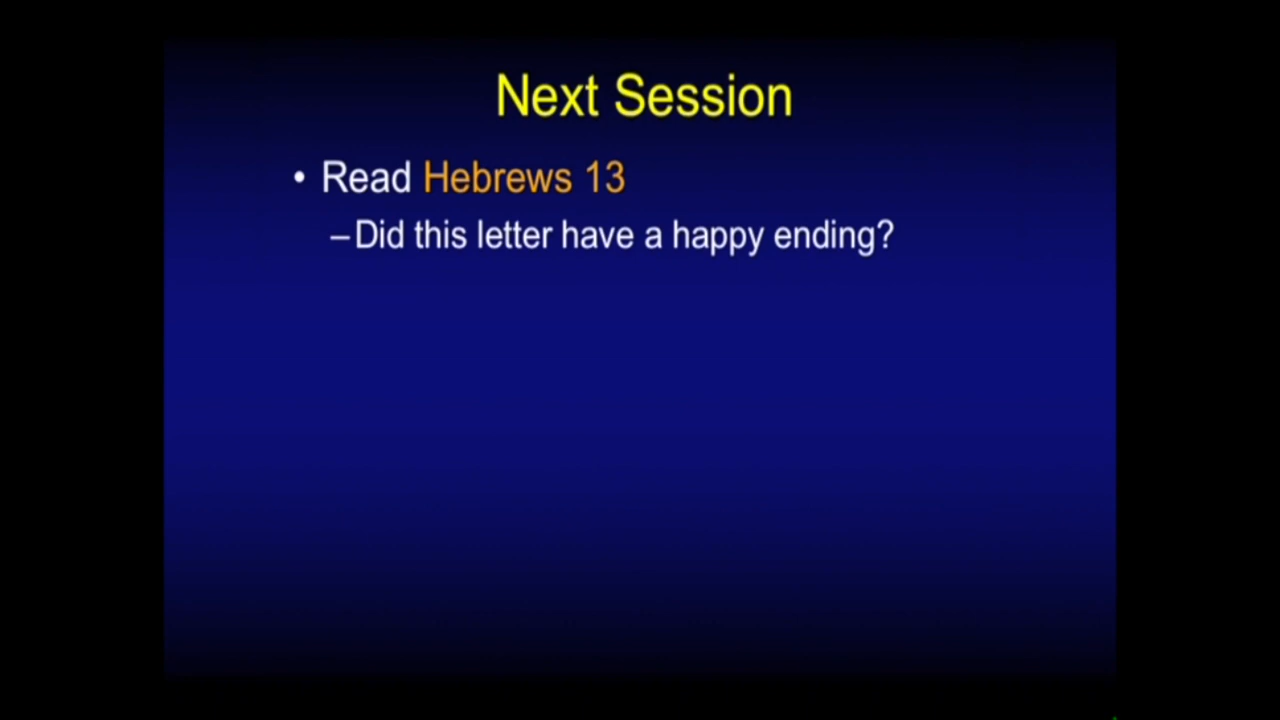 Next Session
• Read Hebrews 13
– Did this letter have a happy ending?